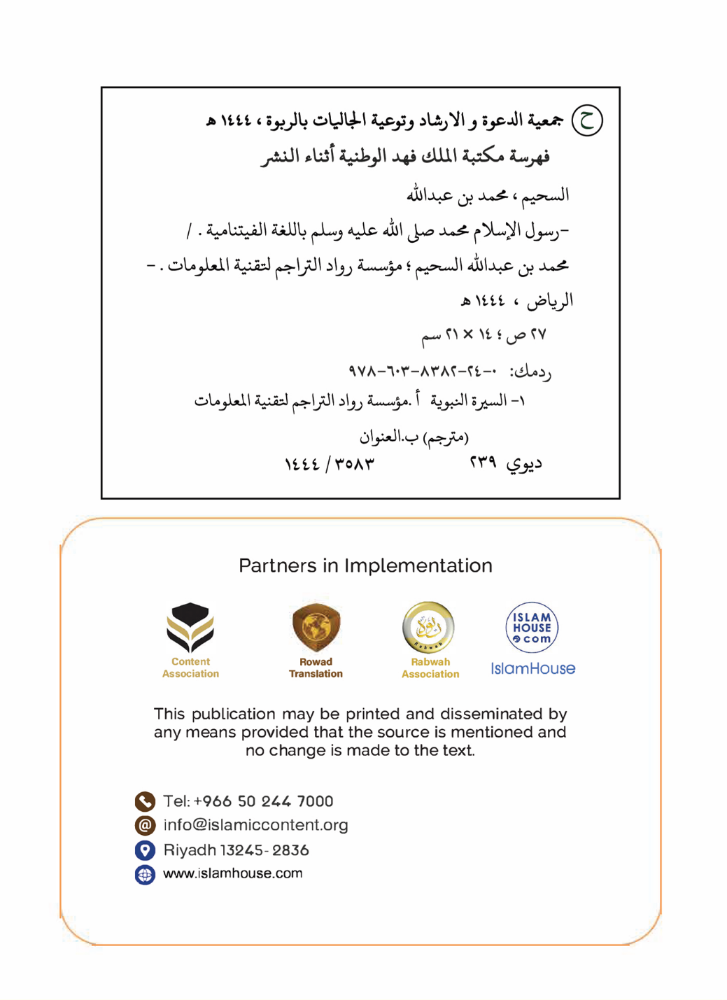 ح جمعية الدعوة و الارشاد وتوعية الجاليات بالربوة ، ١٤٤٤ هـ
فهرسة مكتبة الملك فهد الوطنية أثناء النشر
السحيم ، محمد بن عبدالله
-رسول الإسلام محمد صلى الله عليه وسلم باللغة الفيتنامية . /
محمد بن عبدالله السحيم ؛ مؤسسة رواد التراجم لتقنية المعلومات . -
الرياض ، ١٤٤٤ هـ
٢٧ ص ؛ ١٤ × ٢١ سم
ردمك: ٠-٢٤-٨٣٨٢-٦٠٣-٩٧٨
١- السيرة النبوية أ .مؤسسة رواد التراجم لتقنية المعلومات
(مترجم) ب.العنوان
ديوي ٢٣٩ ٣٥٨٣ / ١٤٤٤
Partners in Implementation
ISLAM
HOUSE
com
Rabwah
Content
Association
Rowad
Translation
Rabwah
Association
IslamHouse
This publication may be printed and disseminated by
any means provided that the source is mentioned and
no change is made to the text.
Tel: +966 50 244 7000
info@islamiccontent.org
Riyadh 13245- 2836
www.islamhouse.com